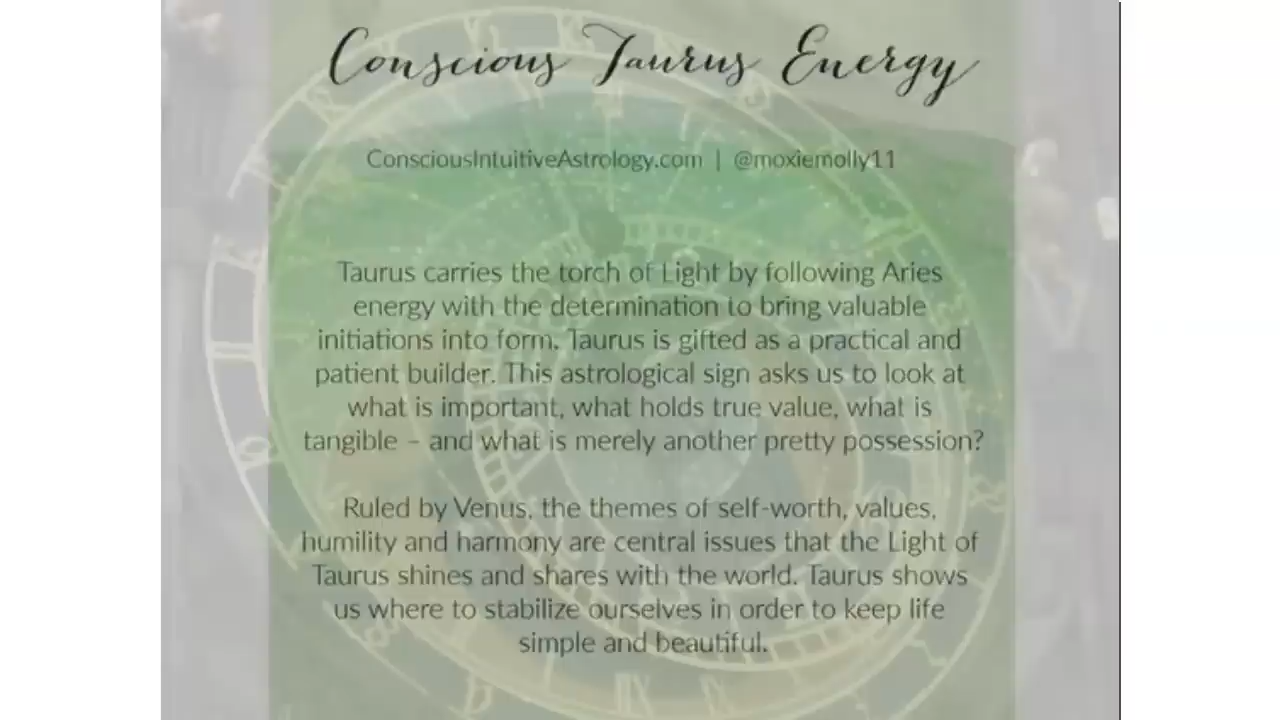 Conscious Taurus Energy
ConsciousIntuitiveAstrology.com | @moxiemolly11
Taurus carries the torch of Light by following Aries
energy with the determination to bring valuable
initiations into form. Taurus is gifted as a practical and
patient builder. This astrological sign asks us to look at
what is important, what holds true value, what is
tangible – and what is merely another pretty possession?
Ruled by Venus, the themes of self-worth, values,
humility and harmony are central issues that the Light of
Taurus shines and shares with the world. Taurus shows
us where to stabilize ourselves in order to keep life
simple and beautiful.